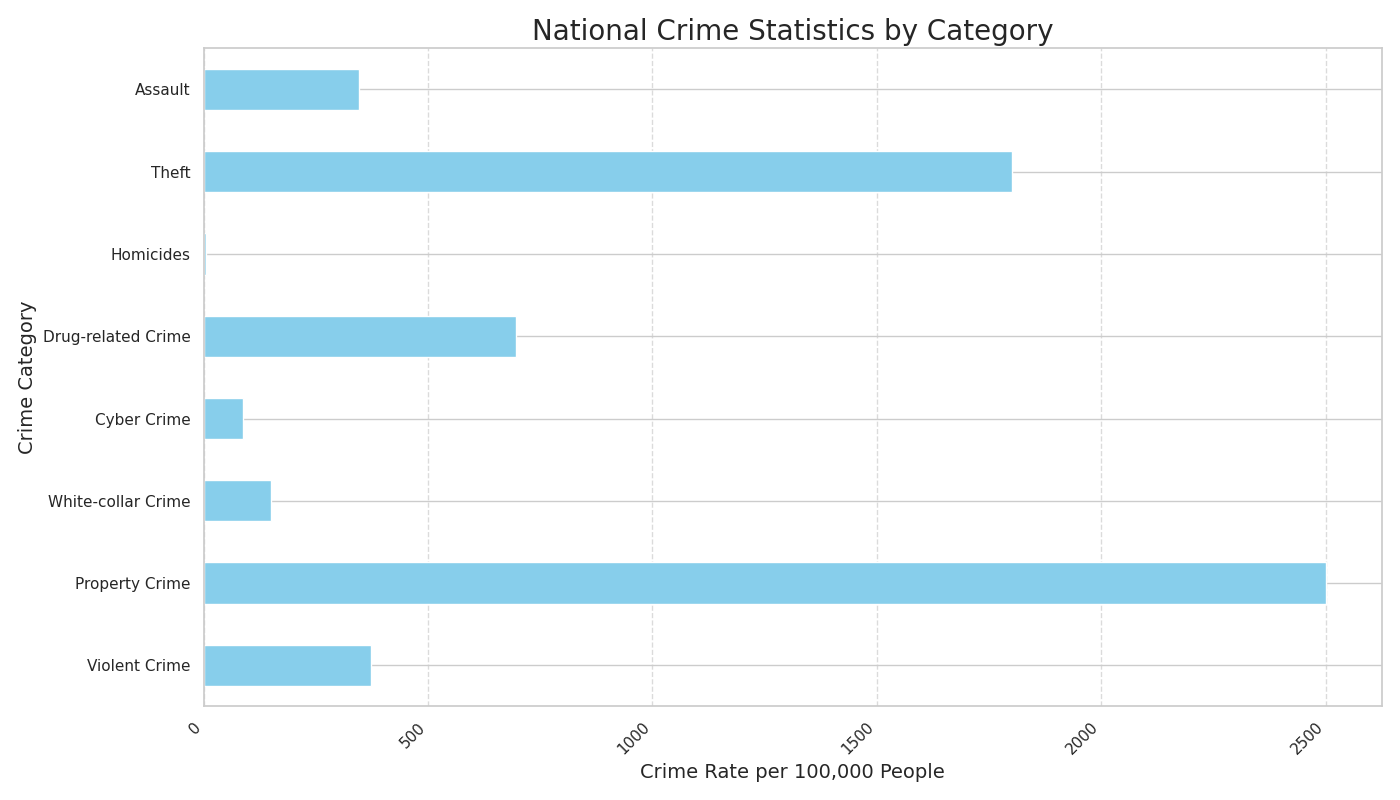 National Crime Statistics by Category
Crime Category
Assault
Theft
Homicides
Drug-related Crime
Cyber Crime
White-collar Crime
Property Crime
Violent Crime
0
500
1000
1500
2000
2500
Crime Rate per 100,000 People